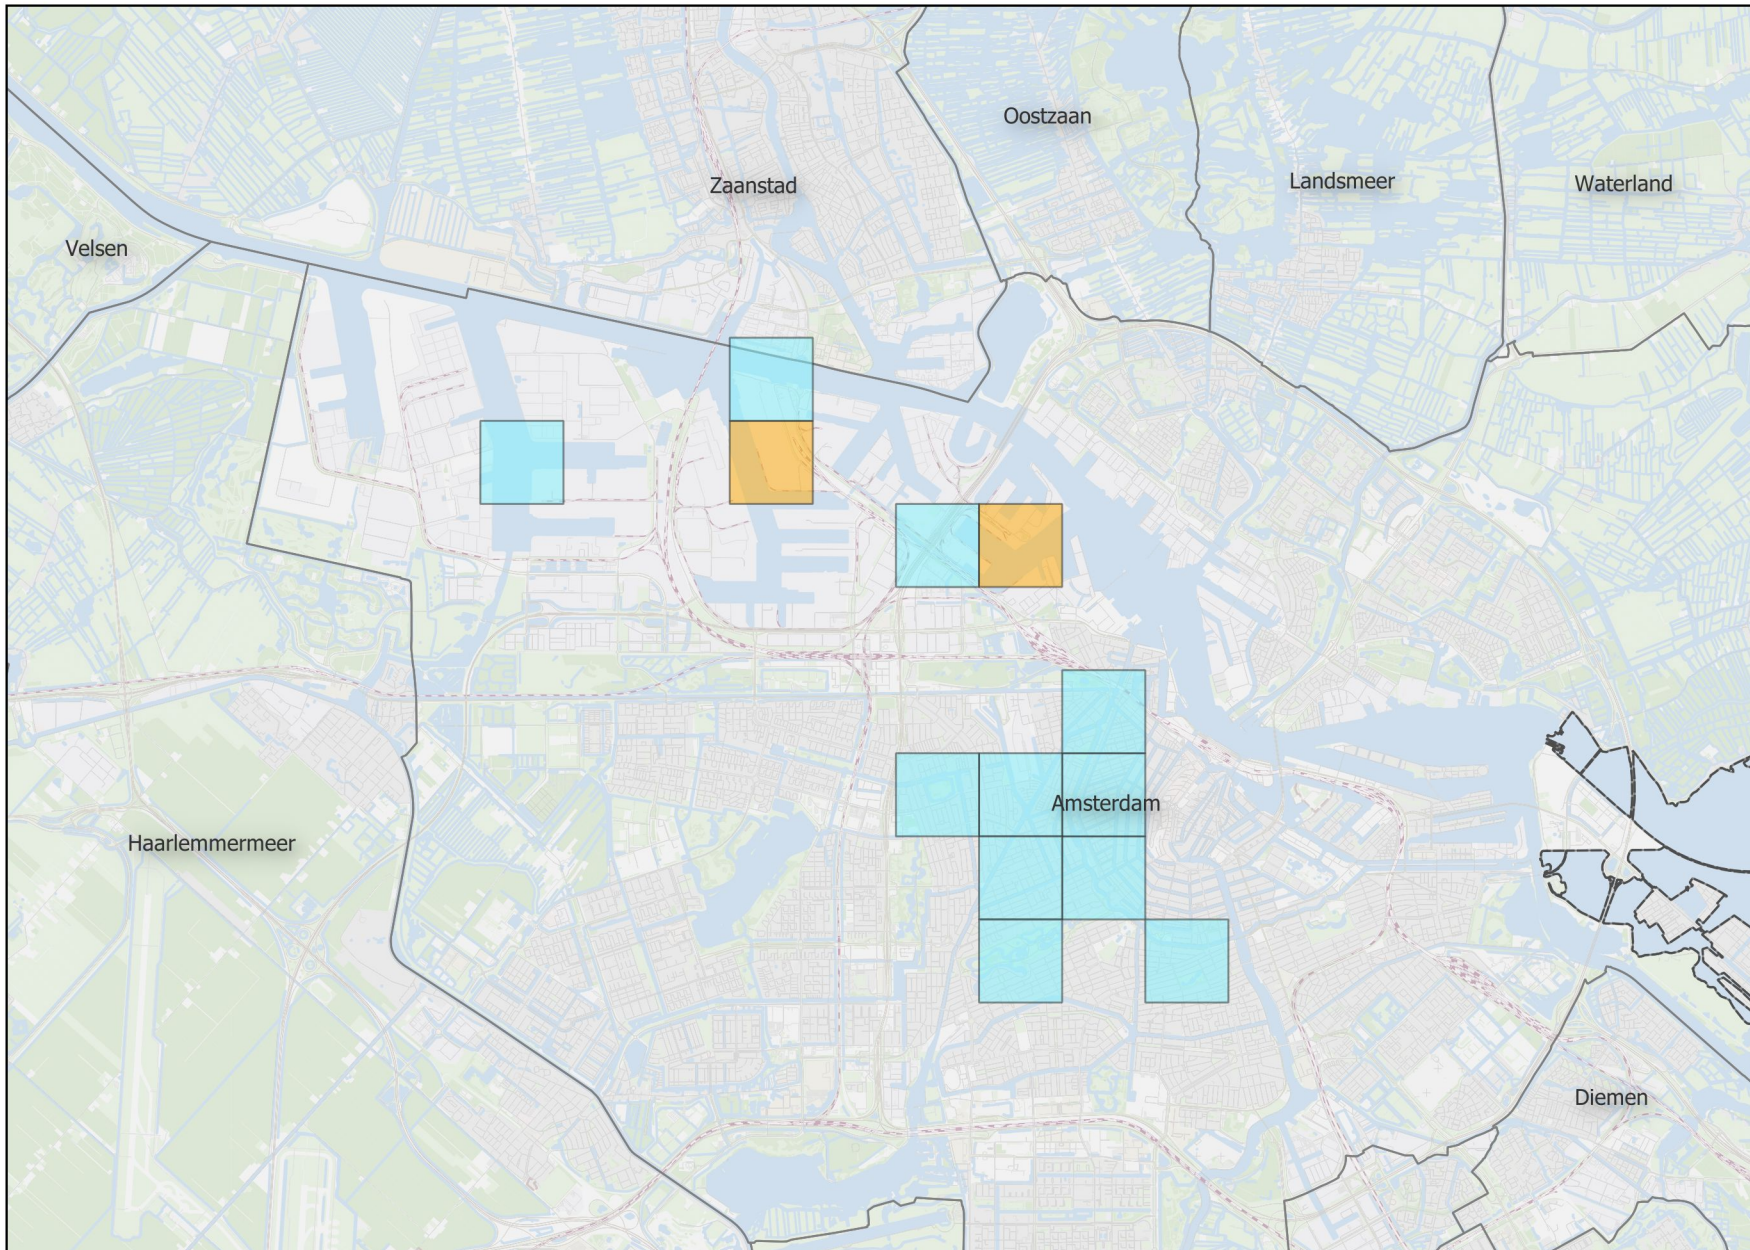 Oostzaan
Landsmeer
Waterland
Zaanstad
Velsen
Amsterdam
Haarlemmermeer
Diemen